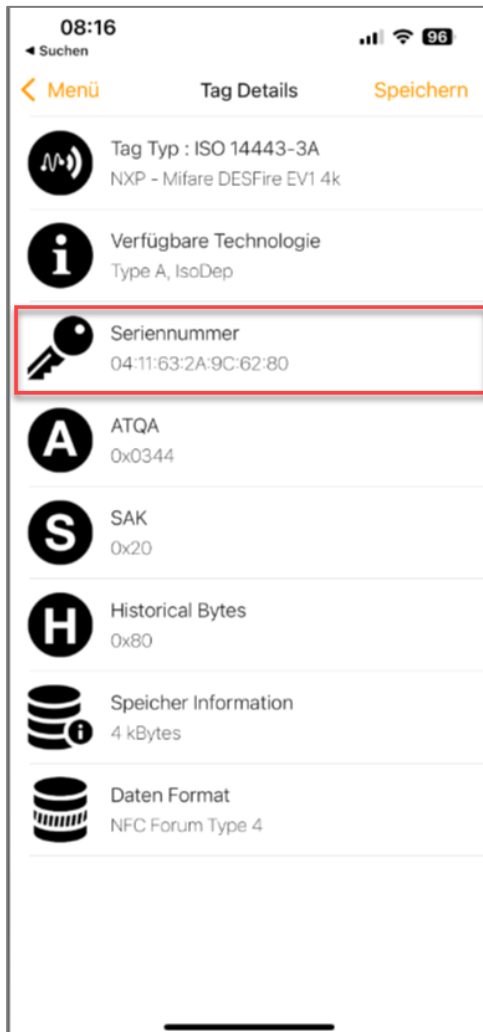 08:16
96
Suchen
Menü Tag Details Speichern
Tag Typ : ISO 14443-3A
NXP - Mifare DESFire EV1 4k
Verfügbare Technologie
Type A, IsoDep
Seriennummer
04:11:63:2A:9C:62:80
A
ATQA
0x0344
S
SAK
0x20
H
Historical Bytes
0x80
Speicher Information
4 kBytes
Daten Format
NFC Forum Type 4